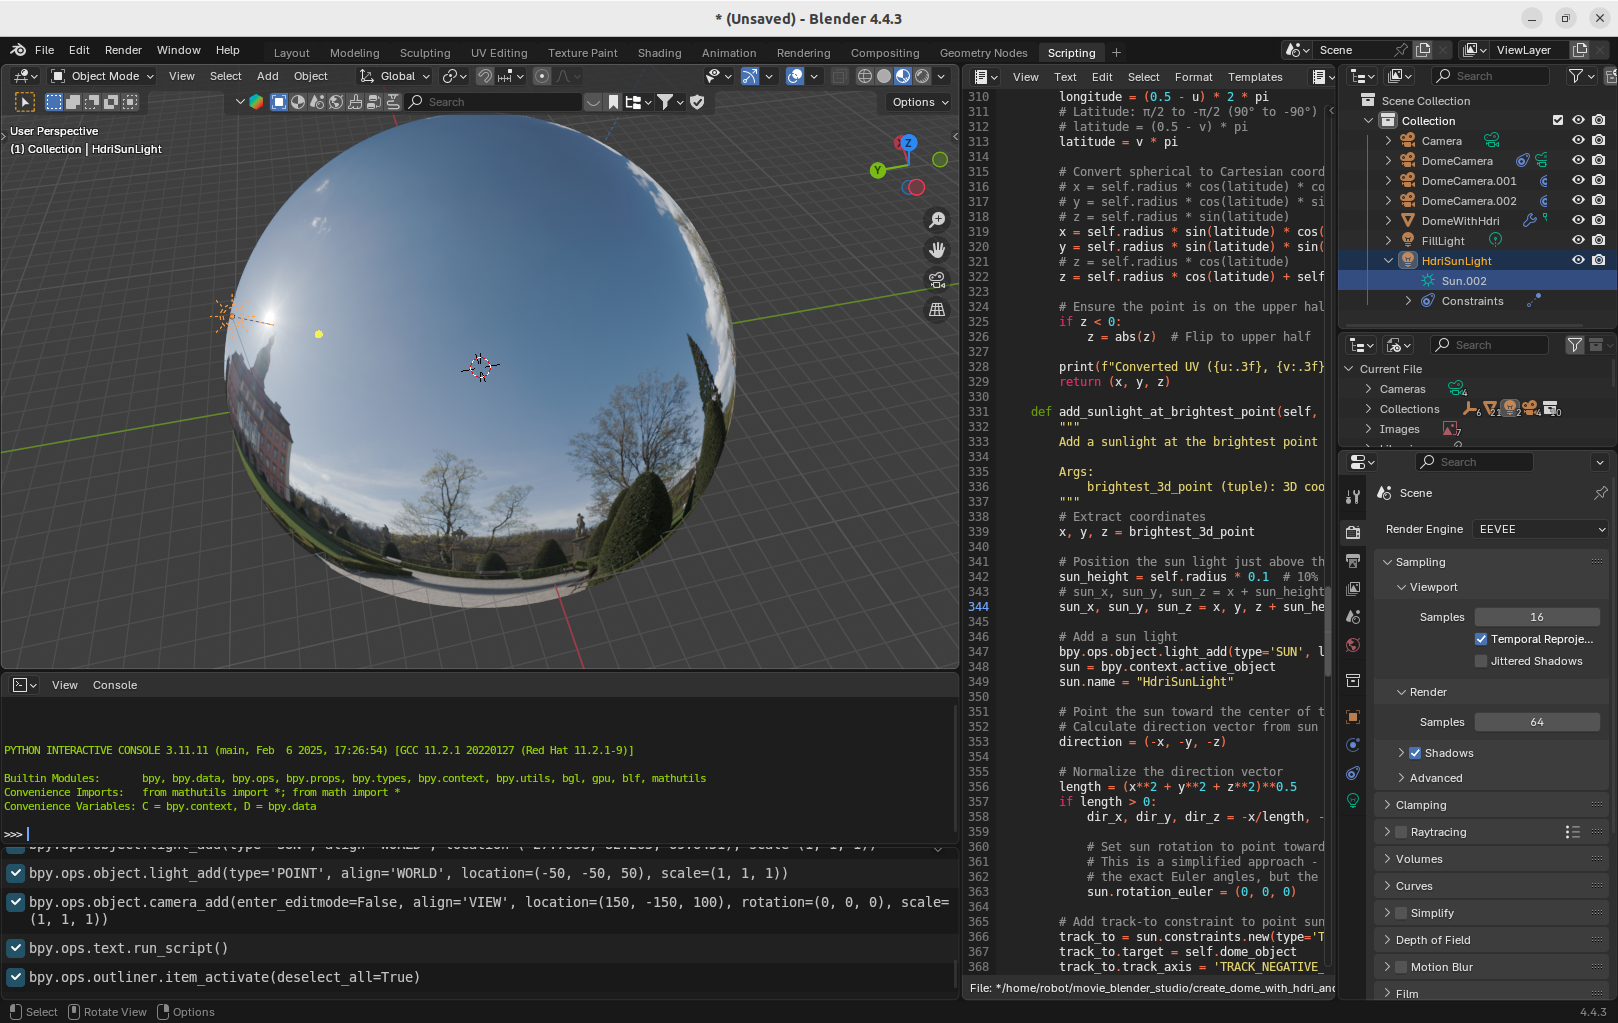 * (Unsaved) - Blender 4.4.3
File Edit Render Window Help Layout Modeling Sculpting UV Editing Texture Paint Shading Animation Rendering Compositing Geometry Nodes Scripting + Scene ViewLayer
Object Mode View Select Add Object Global
Search Options
User Perspective
(1) Collection | HdriSunLight
Z
Y
View Console
PYTHON INTERACTIVE CONSOLE 3.11.11 (main, Feb  6 2025, 17:26:54) [GCC 11.2.1 20220127 (Red Hat 11.2.1-9)]
Builtin Modules:       bpy, bpy.data, bpy.ops, bpy.props, bpy.types, bpy.context, bpy.utils, bgl, gpu, blf, mathutils
Convenience Imports:   from mathutils import *; from math import *
Convenience Variables: C = bpy.context, D = bpy.data
>>>
bpy.ops.object.light_add(type='POINT', align='WORLD', location=(-50, -50, 50), scale=(1, 1, 1))
bpy.ops.object.camera_add(enter_editmode=False, align='VIEW', location=(150, -150, 100), rotation=(0, 0, 0), scale=
(1, 1, 1))
bpy.ops.text.run_script()
bpy.ops.outliner.item_activate(deselect_all=True)
View Text Edit Select Format Templates
310 longitude = (0.5 - u) * 2 * pi
311 # Latitude: π/2 to -π/2 (90° to -90°)
312 # latitude = (0.5 - v) * pi
313 latitude = v * pi
314
315 # Convert spherical to Cartesian coord
316 # x = self.radius * cos(latitude) * co
317 # y = self.radius * cos(latitude) * si
318 # z = self.radius * sin(latitude)
319 x = self.radius * sin(latitude) * cos(
320 y = self.radius * sin(latitude) * sin(
321 # z = self.radius * cos(latitude)
322 z = self.radius * cos(latitude) + self
323
324 # Ensure the point is on the upper hal
325 if z < 0:
326 z = abs(z)  # Flip to upper half
327
328 print(f"Converted UV ({u:.3f}, {v:.3f}
329 return (x, y, z)
330
331 def add_sunlight_at_brightest_point(self,
332 """
333 Add a sunlight at the brightest point
334
335 Args:
336 brightest_3d_point (tuple): 3D coo
337 """
338 # Extract coordinates
339 x, y, z = brightest_3d_point
340
341 # Position the sun light just above th
342 sun_height = self.radius * 0.1  # 10%
343 # sun_x, sun_y, sun_z = x + sun_height
344 sun_x, sun_y, sun_z = x, y, z + sun_he
345
346 # Add a sun light
347 bpy.ops.object.light_add(type='SUN', l
348 sun = bpy.context.active_object
349 sun.name = "HdriSunLight"
350
351 # Point the sun toward the center of t
352 # Calculate direction vector from sun
353 direction = (-x, -y, -z)
354
355 # Normalize the direction vector
356 length = (x**2 + y**2 + z**2)**0.5
357 if length > 0:
358 dir_x, dir_y, dir_z = -x/length, -
359
360 # Set sun rotation to point toward
361 # This is a simplified approach -
362 # the exact Euler angles, but the
363 sun.rotation_euler = (0, 0, 0)
364
365 # Add track-to constraint to point sun
366 track_to = sun.constraints.new(type='T
367 track_to.target = self.dome_object
368 track_to.track_axis = 'TRACK_NEGATIVE_
File: */home/robot/movie_blender_studio/create_dome_with_hdri_and
Search
Scene Collection
Collection
Camera
DomeCamera
DomeCamera.001
DomeCamera.002
DomeWithHdri
FillLight
HdriSunLight
Sun.002
Constraints
Search
Current File
Cameras 4
Collections 6 21 2 4 10
Images 7
Search
Scene
Render Engine EEVEE
Sampling
Viewport
Samples 16
Temporal Reproje...
Jittered Shadows
Render
Samples 64
Shadows
Advanced
Clamping
Raytracing
Volumes
Curves
Simplify
Depth of Field
Motion Blur
Film
Select Rotate View Options 4.4.3